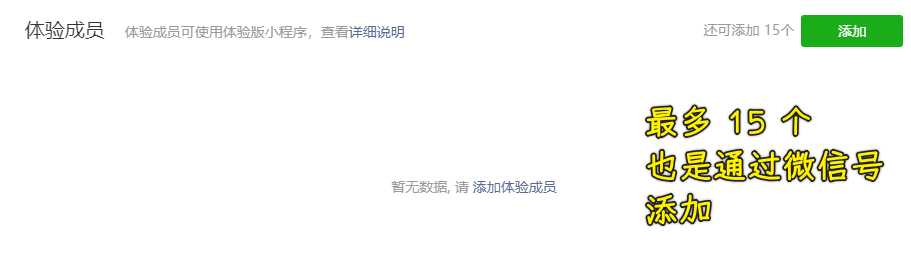 体验成员 体验成员可使用体验版小程序，查看详细说明 还可添加 15个 添加
最多 15 个
也是通过微信号
添加
暂无数据, 请 添加体验成员